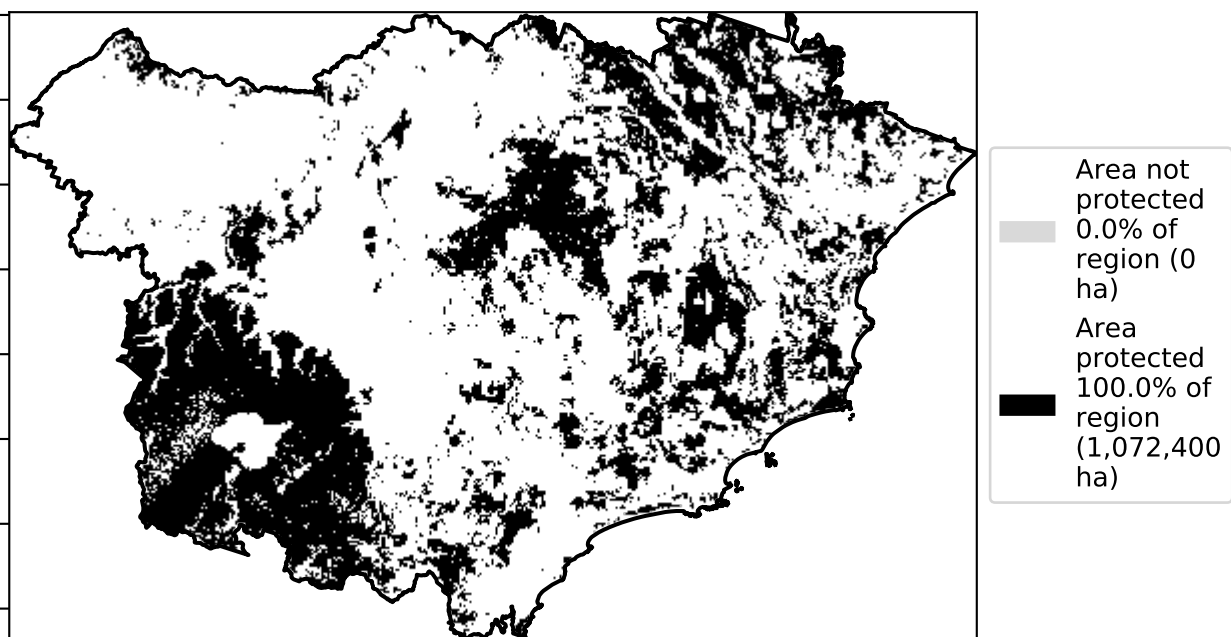 Area not
protected
0.0% of
region (0
ha)
Area
protected
100.0% of
region
(1,072,400
ha)